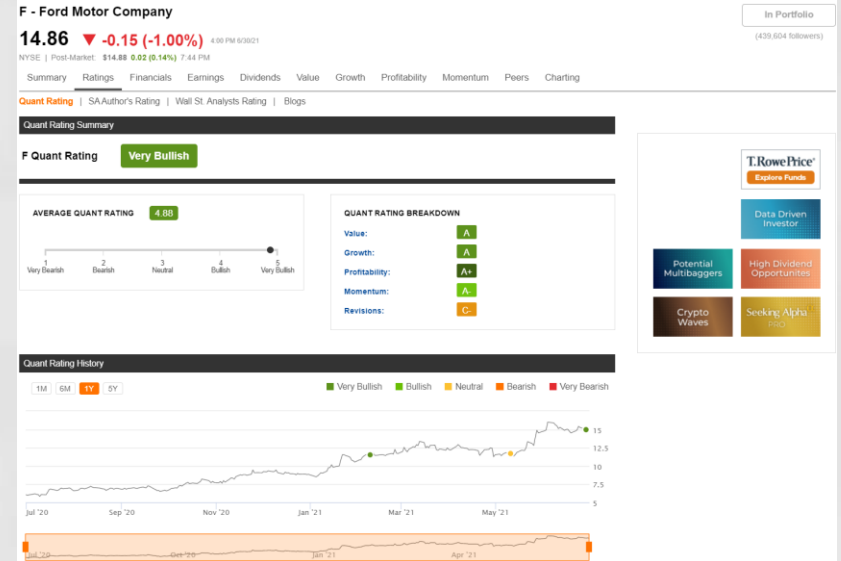 F - Ford Motor Company
In Portfolio
14.86 ▼ -0.15 (-1.00%) 4:00 PM 6/30/21
(439,604 followers)
NYSE | Post-Market: $14.88 0.02 (0.14%) 7:44 PM
Summary Ratings Financials Earnings Dividends Value Growth Profitability Momentum Peers Charting
Quant Rating | SA Author's Rating | Wall St. Analysts Rating | Blogs
Quant Rating Summary
F Quant Rating Very Bullish
T.RowePrice
Explore Funds
AVERAGE QUANT RATING 4.88
1 2 3 4 5
Very Bearish Bearish Neutral Bullish Very Bullish
QUANT RATING BREAKDOWN
Value: A
Growth: A
Profitability: A+
Momentum: A-
Revisions: C-
Data Driven
Investor
Potential
Multibaggers
High Dividend
Opportunites
Crypto
Waves
Seeking Alpha
PRO
Quant Rating History
1M 6M 1Y 5Y
Very Bullish Bullish Neutral Bearish Very Bearish
15
12.5
10
7.5
5
Jul '20 Sep '20 Nov '20 Jan '21 Mar '21 May '21
Jul '20 Oct '20 Jan '21 Apr '21